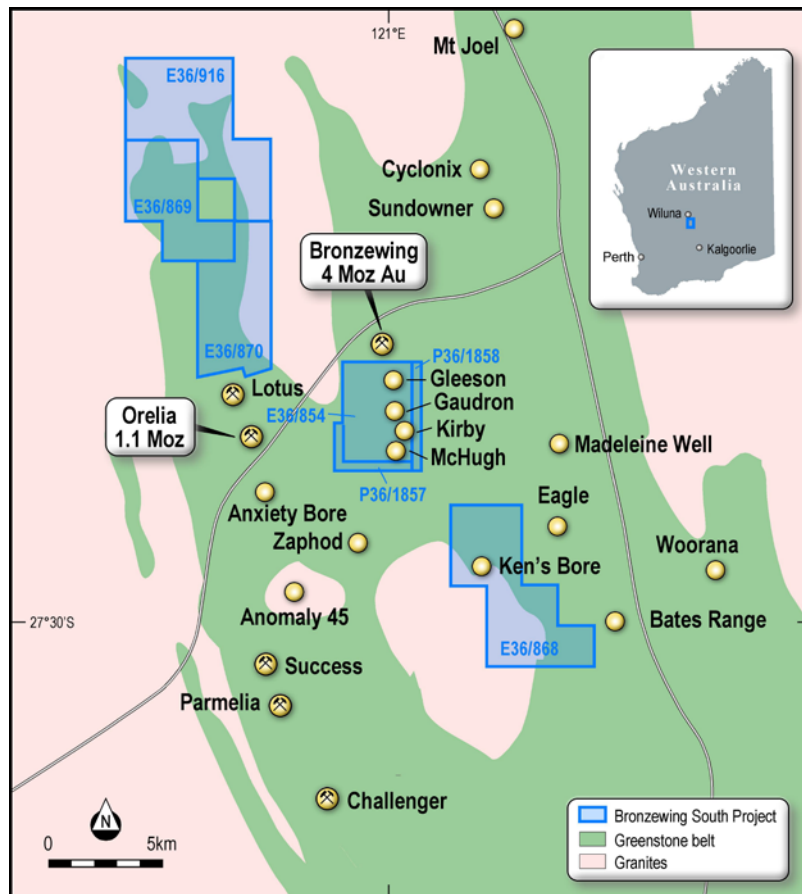 121°E
Mt Joel
E36/916
Western
Australia
Wiluna
Kalgoorlie
Perth
Cyclonix
Sundowner
E36/869
Bronzewing
4 Moz Au
E36/870
P36/1858
Gleeson
Lotus
Gaudron
E36/854
Kirby
Orelia
1.1 Moz
McHugh
Madeleine Well
P36/1857
Anxiety Bore
Eagle
Zaphod
Ken's Bore
Woorana
Anomaly 45
27°30'S
Bates Range
E36/868
Success
Parmelia
Challenger
N
0 5km
Bronzewing South Project
Greenstone belt
Granites